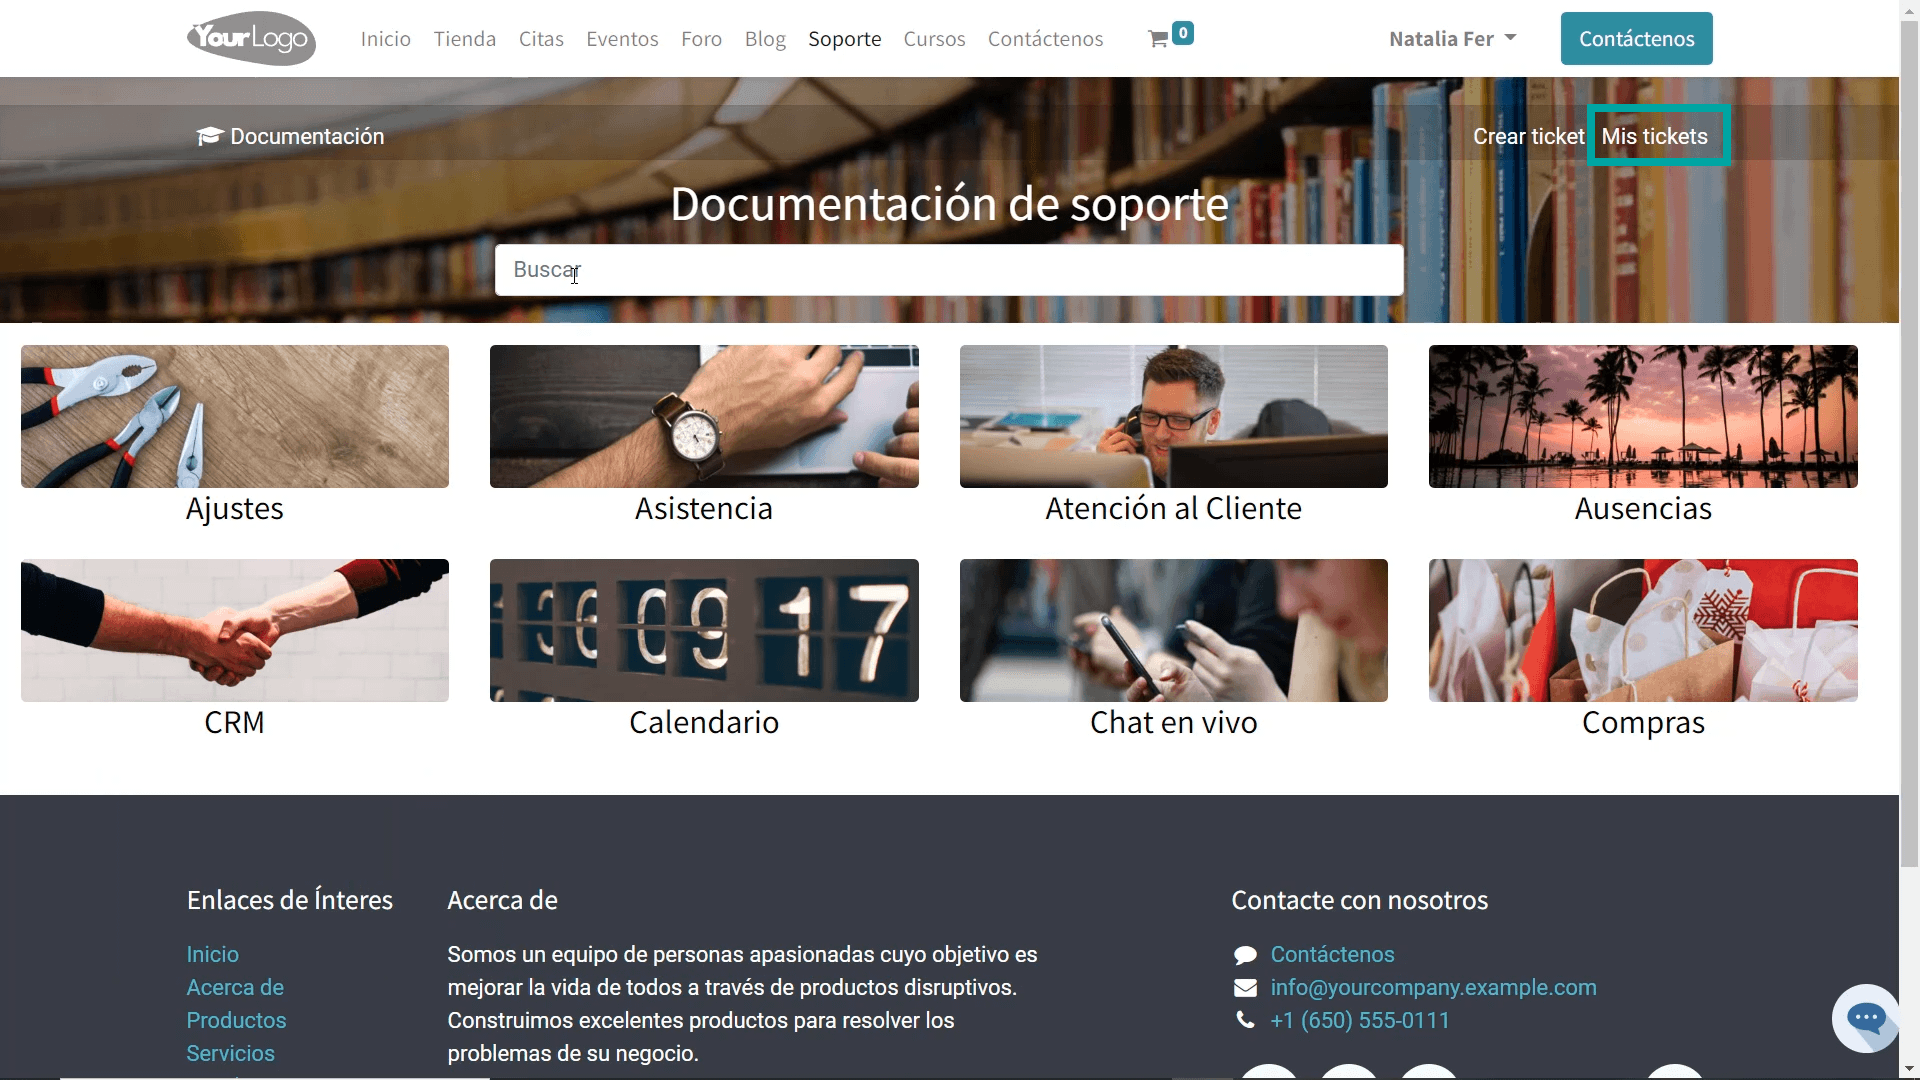 YourLogo
Inicio Tienda Citas Eventos Foro Blog Soporte Cursos Contáctenos 0 Natalia Fer Contáctenos
Documentación Crear ticket Mis tickets
Documentación de soporte
Buscar
Ajustes Asistencia Atención al Cliente Ausencias
09 17
CRM Calendario Chat en vivo Compras
Enlaces de Ínteres
Inicio
Acerca de
Productos
Servicios
Acerca de
Somos un equipo de personas apasionadas cuyo objetivo es
mejorar la vida de todos a través de productos disruptivos.
Construimos excelentes productos para resolver los
problemas de su negocio.
Contacte con nosotros
Contáctenos
info@yourcompany.example.com
+1 (650) 555-0111